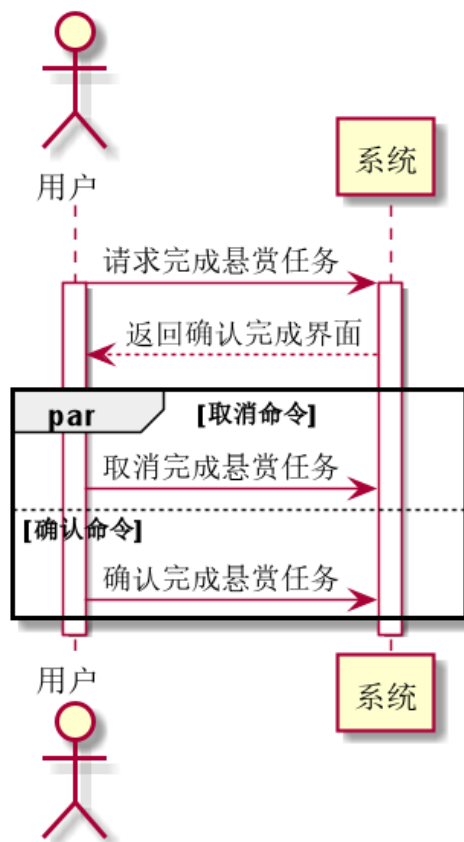 用户
系统
请求完成悬赏任务
返回确认完成界面
par [取消命令]
取消完成悬赏任务
[确认命令]
确认完成悬赏任务
用户
系统